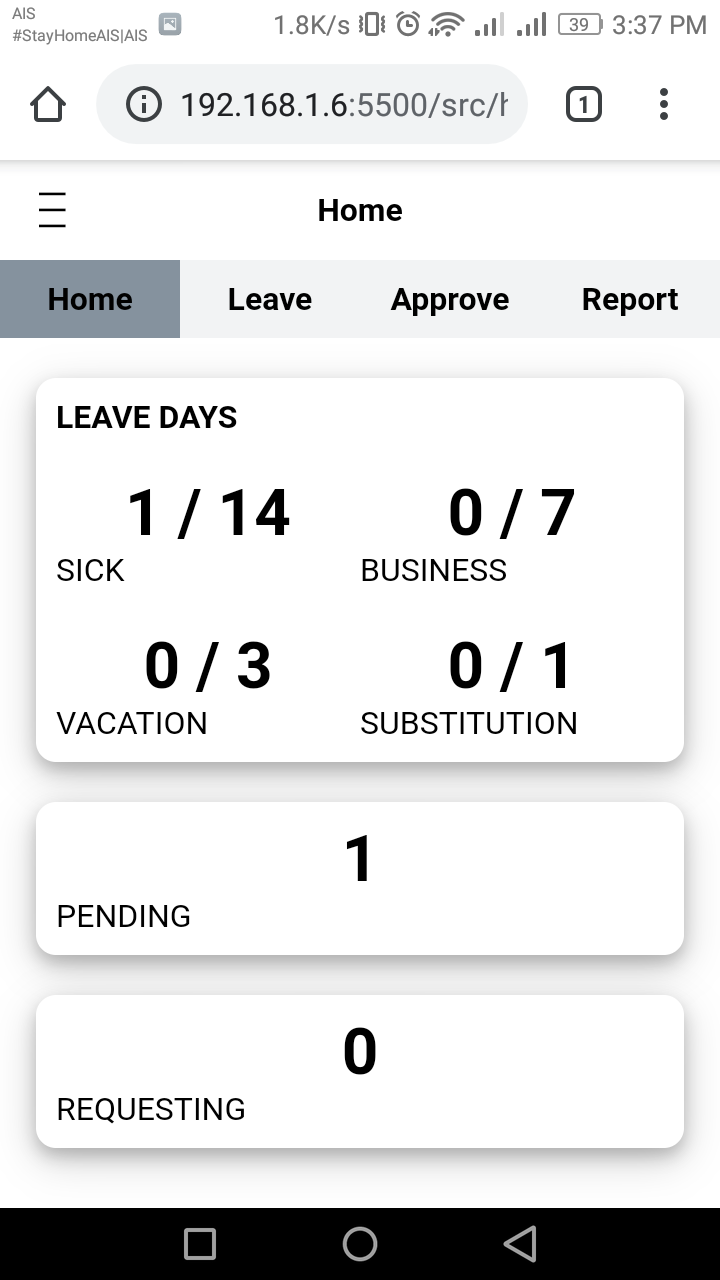 AIS
#StayHomeAIS|AIS
1.8K/s 39 3:37 PM
192.168.1.6:5500/src/h
1
Home
Home Leave Approve Report
LEAVE DAYS
1 / 14 0 / 7
SICK BUSINESS
0 / 3 0 / 1
VACATION SUBSTITUTION
1
PENDING
0
REQUESTING